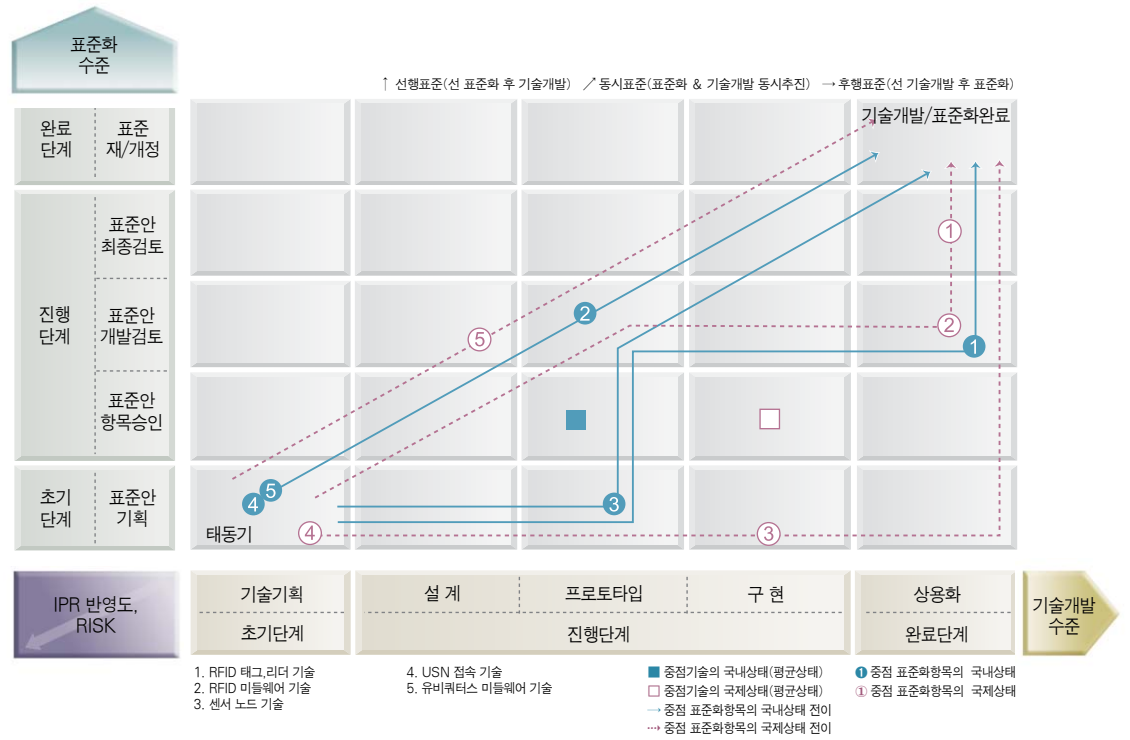 표준화
수준
↑ 선행표준(선 표준화 후 기술개발) ↗ 동시표준(표준화 & 기술개발 동시추진) → 후행표준(선 기술개발 후 표준화)
완료
단계
표준
재/개정
기술개발/표준화완료
진행
단계
표준안
최종검토
①
표준안
개발검토
❷
⑤
②
❶
표준안
항목승인
초기
단계
표준안
기획
❹ ❺
❸
태동기
④
③
IPR 반영도,
RISK
기술기획
설 계
프로토타입
구 현
상용화
초기단계
진행단계
완료단계
기술개발
수준
1. RFID 태그,리더 기술
2. RFID 미들웨어 기술
3. 센서 노드 기술
4. USN 접속 기술
5. 유비쿼터스 미들웨어 기술
■ 중점기술의 국내상태(평균상태)
□ 중점기술의 국제상태(평균상태)
→ 중점 표준화항목의 국내상태 전이
⇢ 중점 표준화항목의 국제상태 전이
❶ 중점 표준화항목의 국내상태
① 중점 표준화항목의 국제상태